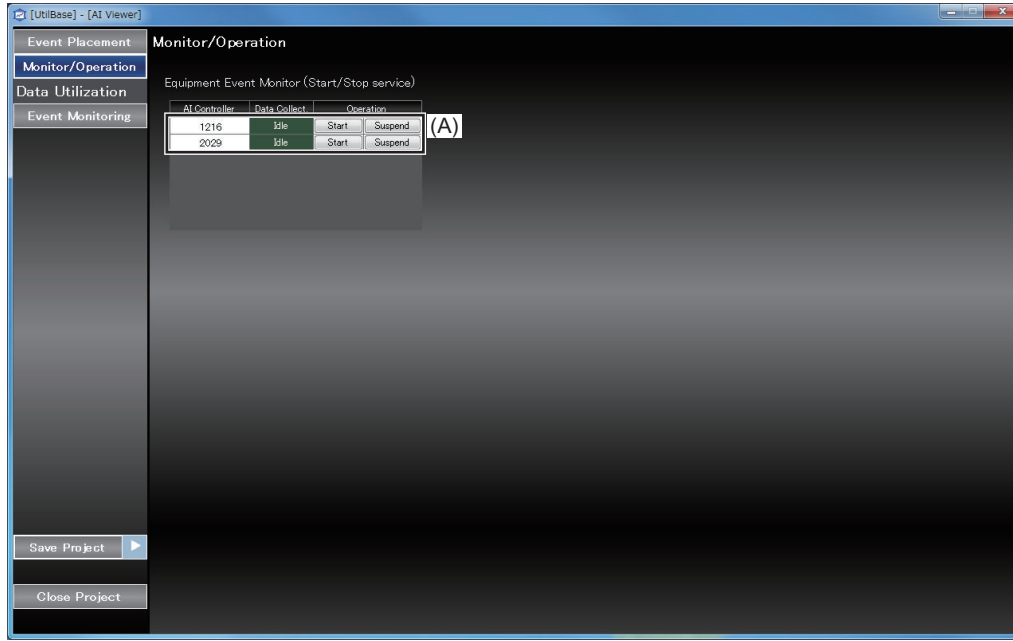 [UtilBase] - [AI Viewer]
Event Placement
Monitor/Operation
Data Utilization
Event Monitoring
Save Project
Close Project
Monitor/Operation
Equipment Event Monitor (Start/Stop service)
AI Controller Data Collect. Operation
1216 Idle Start Suspend
2029 Idle Start Suspend
(A)